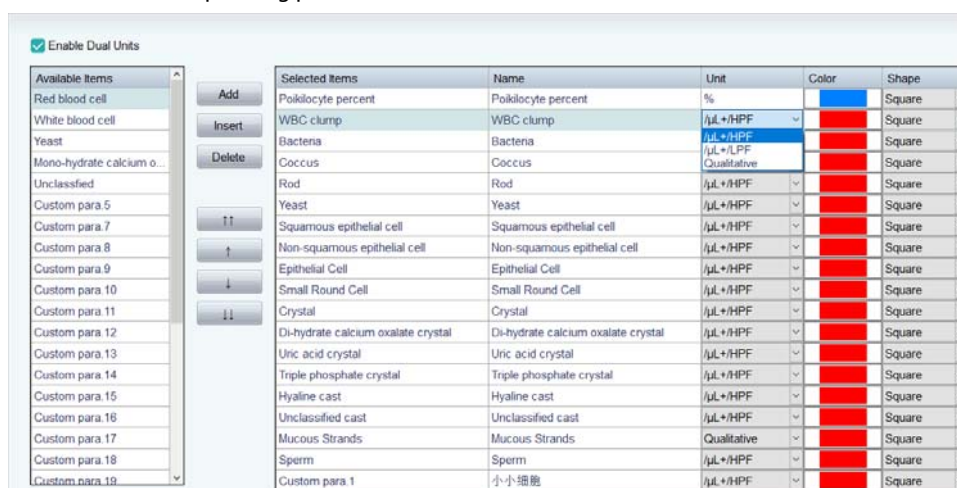 Enable Dual Units
Available Items Selected Items Name Unit Color Shape
Red blood cell Add Poikilocyte percent Poikilocyte percent % Square
White blood cell Insert WBC clump WBC clump /μL+/HPF Square
Yeast Bacteria Bacteria /μL+/HPF Square
/μL+/LPF
Mono-hydrate calcium o... Delete Coccus Coccus Qualitative Square
Unclassfied Rod Rod /μL+/HPF Square
Custom para.5 Yeast Yeast /μL+/HPF Square
Custom para.7 ↑↑ Squamous epithelial cell Squamous epithelial cell /μL+/HPF Square
Custom para.8 ↑ Non-squamous epithelial cell Non-squamous epithelial cell /μL+/HPF Square
Custom para.9 Epithelial Cell Epithelial Cell /μL+/HPF Square
Custom para.10 ↓ Small Round Cell Small Round Cell /μL+/HPF Square
Custom para.11 ↓↓ Crystal Crystal /μL+/HPF Square
Custom para.12 Di-hydrate calcium oxalate crystal Di-hydrate calcium oxalate crystal /μL+/HPF Square
Custom para.13 Uric acid crystal Uric acid crystal /μL+/HPF Square
Custom para.14 Triple phosphate crystal Triple phosphate crystal /μL+/HPF Square
Custom para.15 Hyaline cast Hyaline cast /μL+/HPF Square
Custom para.16 Unclassified cast Unclassified cast /μL+/HPF Square
Custom para.17 Mucous Strands Mucous Strands Qualitative Square
Custom para.18 Sperm Sperm /μL+/HPF Square
Custom para.19 Custom para.1 小小细胞 /μL+/HPF Square